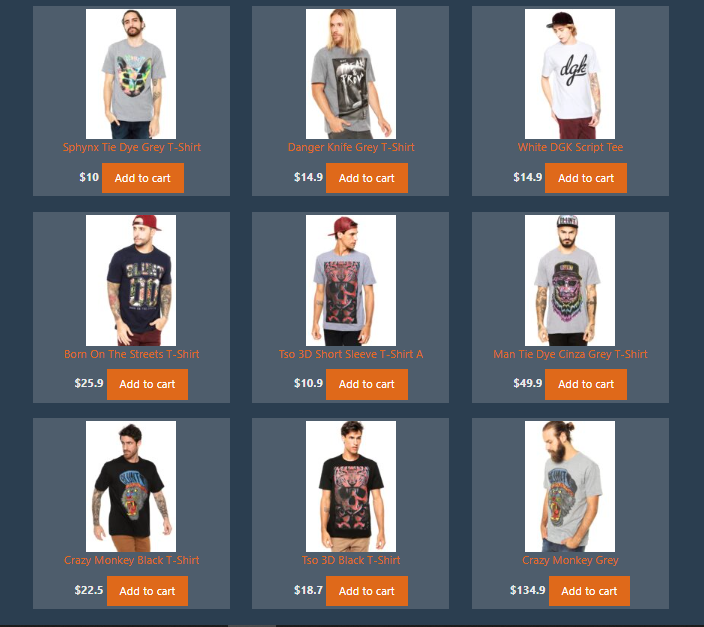 Sphynx Tie Dye Grey T-Shirt
$10 Add to cart
Danger Knife Grey T-Shirt
$14.9 Add to cart
dgk
White DGK Script Tee
$14.9 Add to cart
Born On The Streets T-Shirt
$25.9 Add to cart
Tso 3D Short Sleeve T-Shirt A
$10.9 Add to cart
Man Tie Dye Cinza Grey T-Shirt
$49.9 Add to cart
Crazy Monkey Black T-Shirt
$22.5 Add to cart
Tso 3D Black T-Shirt
$18.7 Add to cart
Crazy Monkey Grey
$134.9 Add to cart